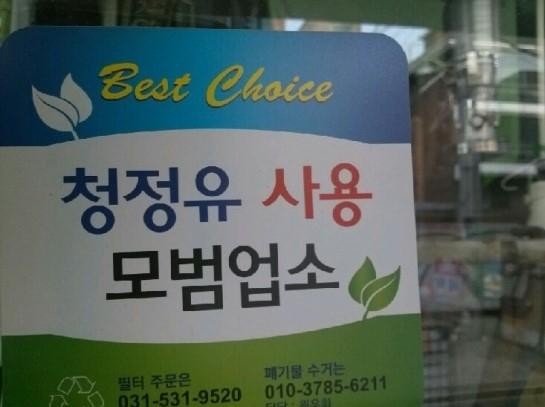 Best Choice
청정유 사용
모범업소
필터 주문은
031-531-9520
폐기물 수거는
010-3785-6211